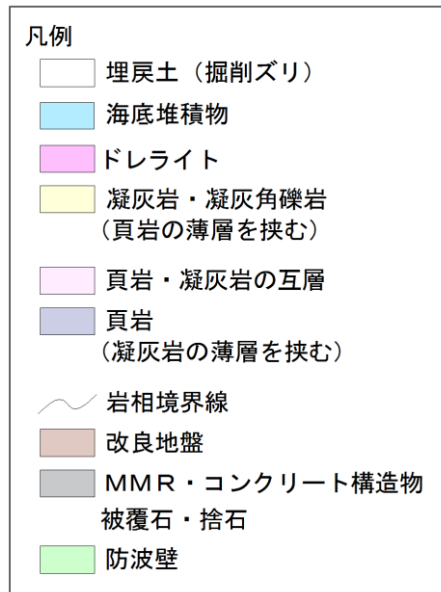 凡例
埋戻土（掘削ズリ）
海底堆積物
ドレライト
凝灰岩・凝灰角礫岩
(頁岩の薄層を挟む)
頁岩・凝灰岩の互層
頁岩
(凝灰岩の薄層を挟む)
岩相境界線
改良地盤
ＭＭＲ・コンクリート構造物
被覆石・捨石
防波壁